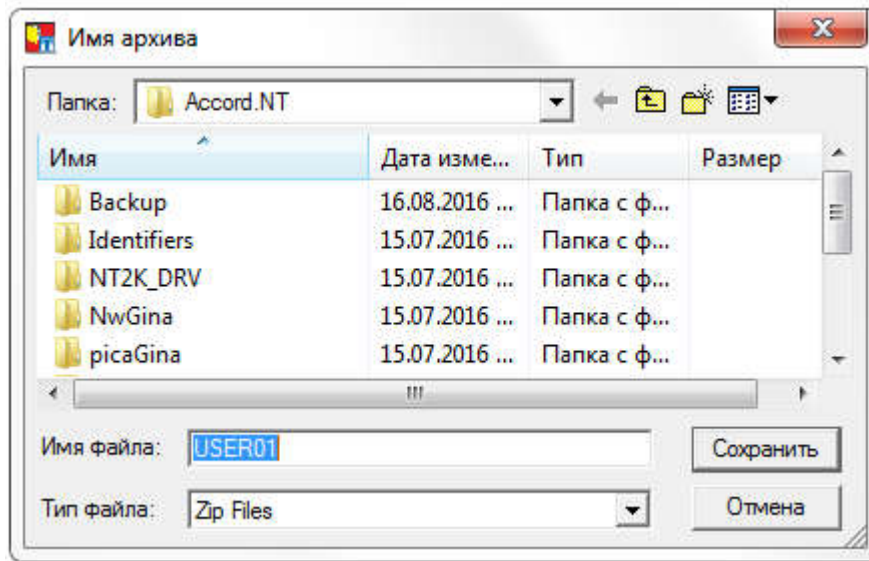 Имя архива
Папка: Accord.NT
Имя Дата изме... Тип Размер
Backup 16.08.2016 ... Папка с ф...
Identifiers 15.07.2016 ... Папка с ф...
NT2K_DRV 15.07.2016 ... Папка с ф...
NwGina 15.07.2016 ... Папка с ф...
picaGina 15.07.2016 ... Папка с ф...
Имя файла: USER01 Сохранить
Тип файла: Zip Files Отмена